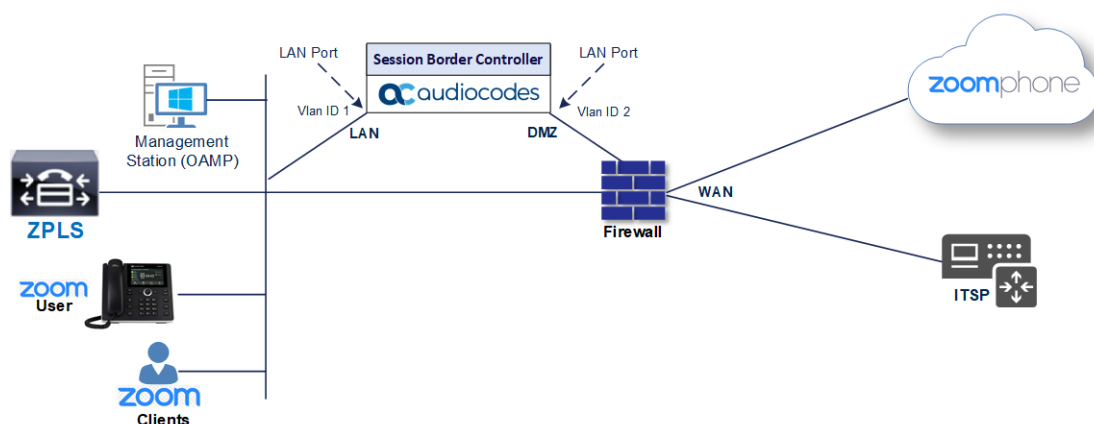 LAN Port
Session Border Controller
LAN Port
audiocodes
Vlan ID 1
Vlan ID 2
LAN
DMZ
zoomphone
Management
Station (OAMP)
ZPLS
WAN
Firewall
zoom
User
ITSP
zoom
Clients